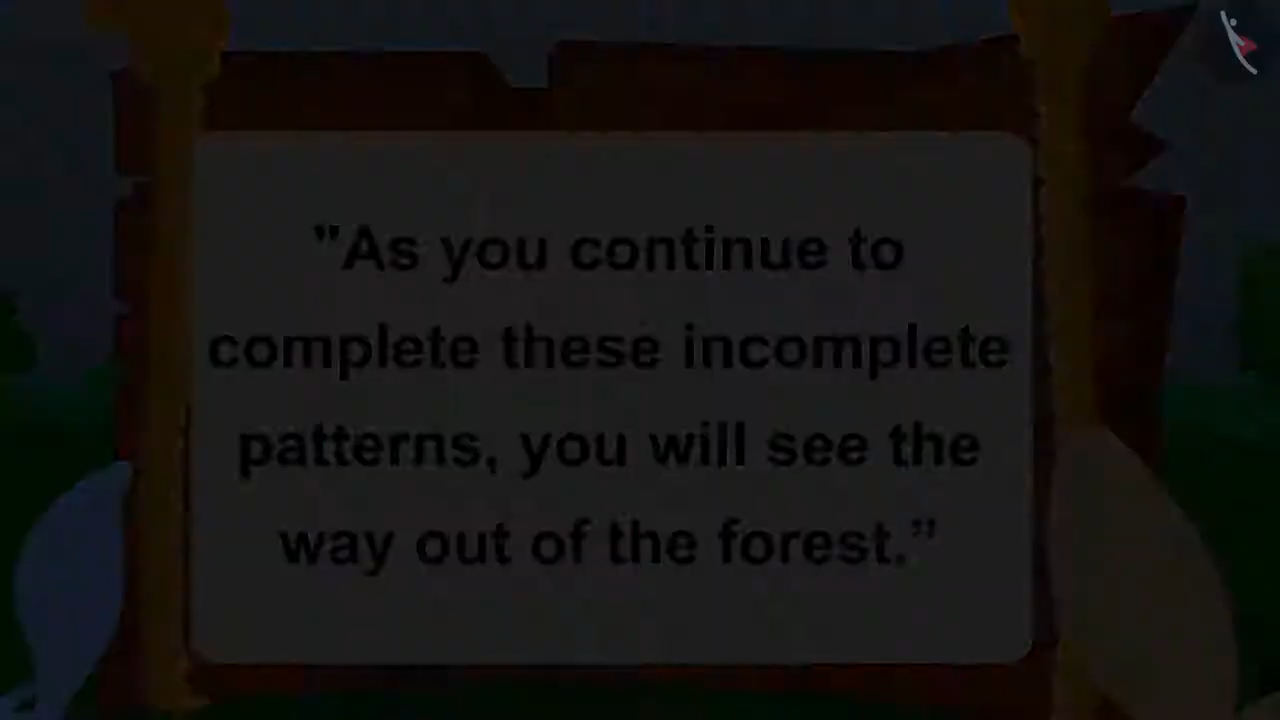 "As you continue to
complete these incomplete
patterns, you will see the
way out of the forest.”